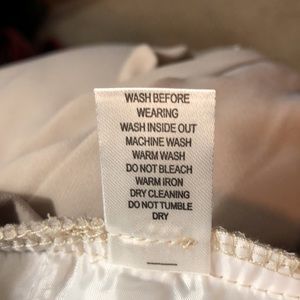 WASH BEFORE
WEARING
WASH INSIDE OUT
MACHINE WASH
WARM WASH
DO NOT BLEACH
WARM IRON
DRY CLEANING
DO NOT TUMBLE
DRY